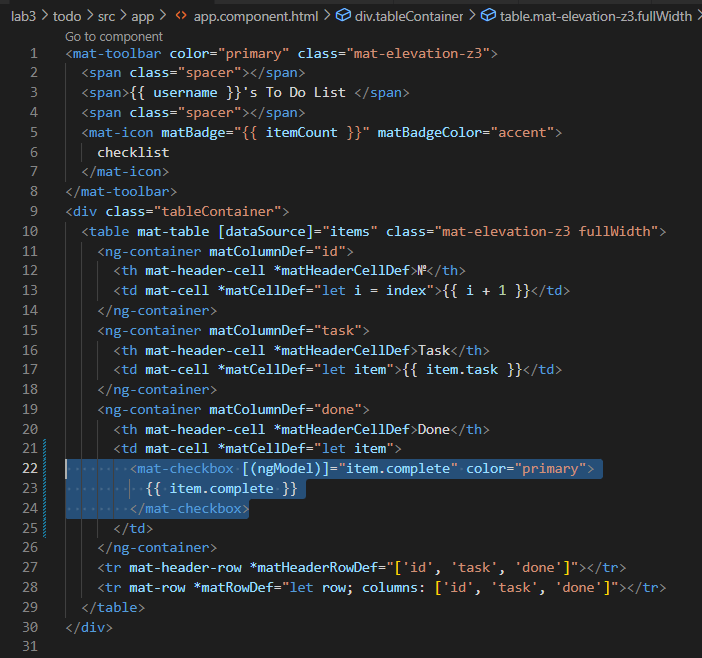 lab3 > todo > src > app > <> app.component.html > div.tableContainer > table.mat-elevation-z3.fullWidth >
Go to component
1 <mat-toolbar color="primary" class="mat-elevation-z3">
2 <span class="spacer"></span>
3 <span>{{ username }}'s To Do List </span>
4 <span class="spacer"></span>
5 <mat-icon matBadge="{{ itemCount }}" matBadgeColor="accent">
6 checklist
7 </mat-icon>
8 </mat-toolbar>
9 <div class="tableContainer">
10 <table mat-table [dataSource]="items" class="mat-elevation-z3 fullWidth">
11 <ng-container matColumnDef="id">
12 <th mat-header-cell *matHeaderCellDef>№</th>
13 <td mat-cell *matCellDef="let i = index">{{ i + 1 }}</td>
14 </ng-container>
15 <ng-container matColumnDef="task">
16 <th mat-header-cell *matHeaderCellDef>Task</th>
17 <td mat-cell *matCellDef="let item">{{ item.task }}</td>
18 </ng-container>
19 <ng-container matColumnDef="done">
20 <th mat-header-cell *matHeaderCellDef>Done</th>
21 <td mat-cell *matCellDef="let item">
22 <mat-checkbox [(ngModel)]="item.complete" color="primary">
23 {{ item.complete }}
24 </mat-checkbox>
25 </td>
26 </ng-container>
27 <tr mat-header-row *matHeaderRowDef="['id', 'task', 'done']"></tr>
28 <tr mat-row *matRowDef="let row; columns: ['id', 'task', 'done']"></tr>
29 </table>
30 </div>
31